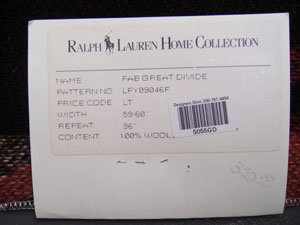 RALPH LAUREN HOME COLLECTION
NAME FAB GREAT DIVIDE
PATTERN NO. LFY09046F
PRICE CODE LT
WIDTH 59-60"
REPEAT 36"
CONTENT 100% WOOL
S055GD